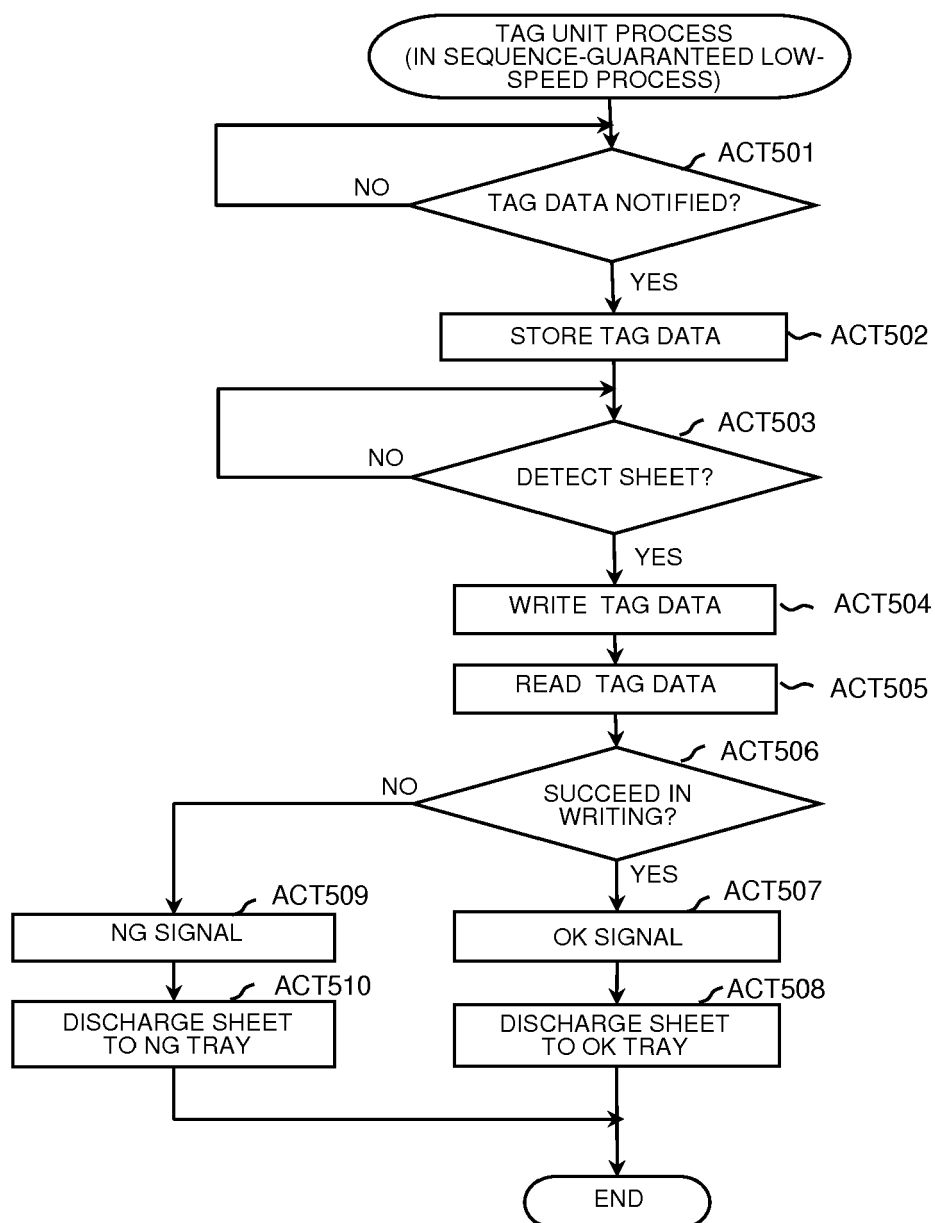 TAG UNIT PROCESS
(IN SEQUENCE-GUARANTEED LOW-
SPEED PROCESS)
ACT501
NO
TAG DATA NOTIFIED?
YES
STORE TAG DATA
ACT502
ACT503
NO
DETECT SHEET?
YES
WRITE TAG DATA
ACT504
READ TAG DATA
ACT505
ACT506
NO
SUCCEED IN
WRITING?
YES
ACT509
NG SIGNAL
ACT507
OK SIGNAL
ACT510
DISCHARGE SHEET
TO NG TRAY
ACT508
DISCHARGE SHEET
TO OK TRAY
END